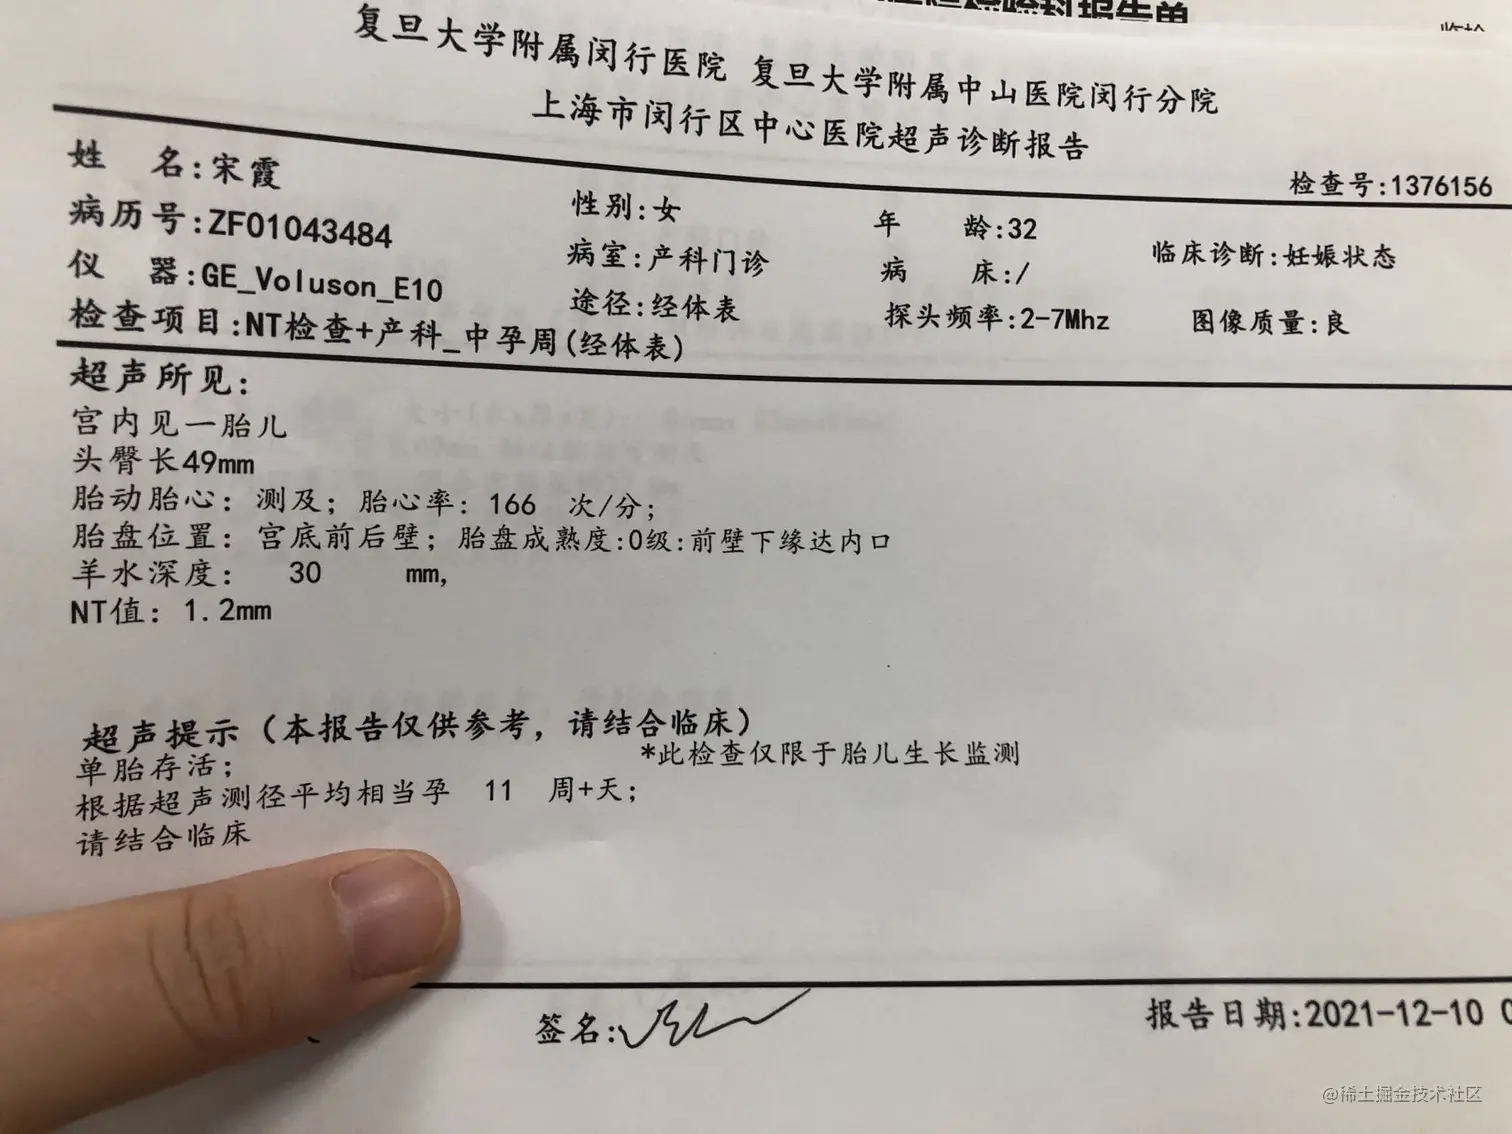 复旦大学附属闵行医院 复旦大学附属中山医院闵行分院
上海市闵行区中心医院超声诊断报告
检查号:1376156
姓 名:宋霞 性别:女 年 龄:32 临床诊断:妊娠状态
病历号:ZF01043484 病室:产科门诊 病 床:/
仪 器:GE_Voluson_E10 途径:经体表 探头频率:2-7Mhz 图像质量:良
检查项目:NT检查+产科_中孕周(经体表)
超声所见:
宫内见一胎儿
头臀长49mm
胎动胎心: 测及; 胎心率: 166 次/分;
胎盘位置: 宫底前后壁; 胎盘成熟度:0级:前壁下缘达内口
羊水深度: 30 mm,
NT值: 1.2mm
超声提示(本报告仅供参考,请结合临床)
*此检查仅限于胎儿生长监测
单胎存活;
根据超声测径平均相当孕 11 周+天;
请结合临床
签名:
报告日期:2021-12-10
@稀土掘金技术社区